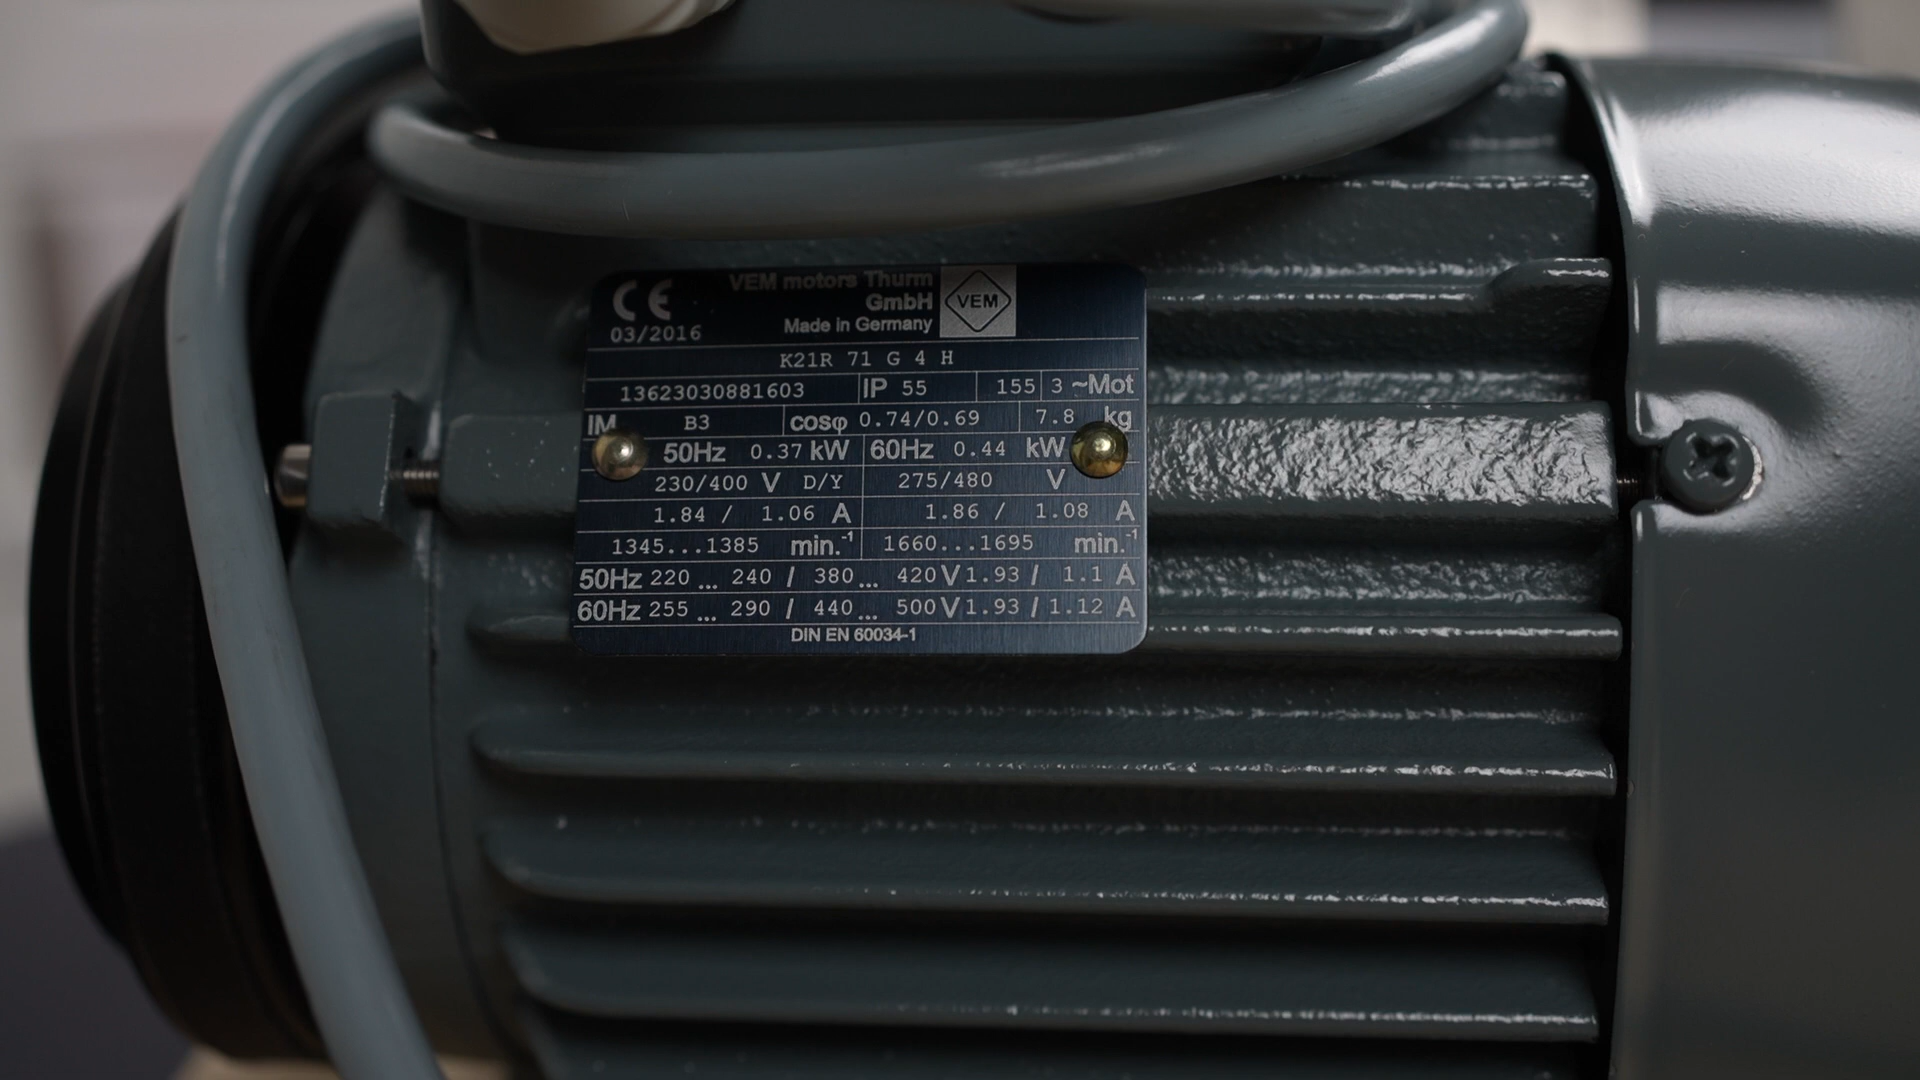 CE VEM motors Thurm
GmbH
VEM
03/2016 Made in Germany
K21R 71 G 4 H
13623030881603 IP 55 155 3 ~Mot
IM B3 cosφ 0.74/0.69 7.8 kg
50Hz 0.37 kW 60Hz 0.44 kW
230/400 V D/Y 275/480 V
1.84 / 1.06 A 1.86 / 1.08 A
1345...1385 min.⁻¹ 1660...1695 min.⁻¹
50Hz 220 ... 240 / 380... 420 V 1.93 / 1.1 A
60Hz 255 ... 290 / 440... 500 V 1.93 / 1.12 A
DIN EN 60034-1